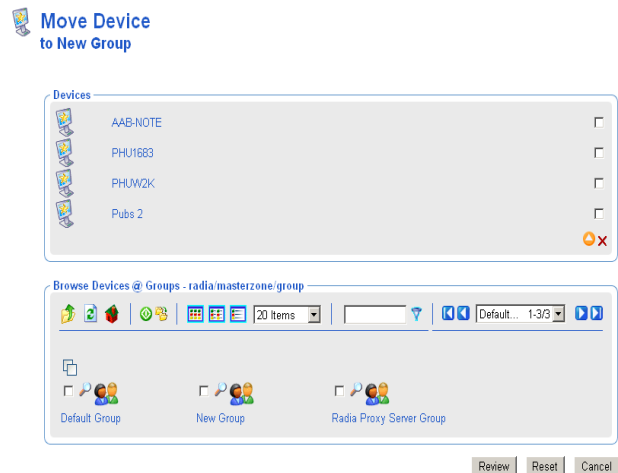 Move Device
to New Group
Devices
AAB-NOTE
PHU1683
PHUW2K
Pubs 2
Browse Devices @ Groups - radia/masterzone/group
20 Items
Default... 1-3/3
Default Group New Group Radia Proxy Server Group
Review Reset Cancel